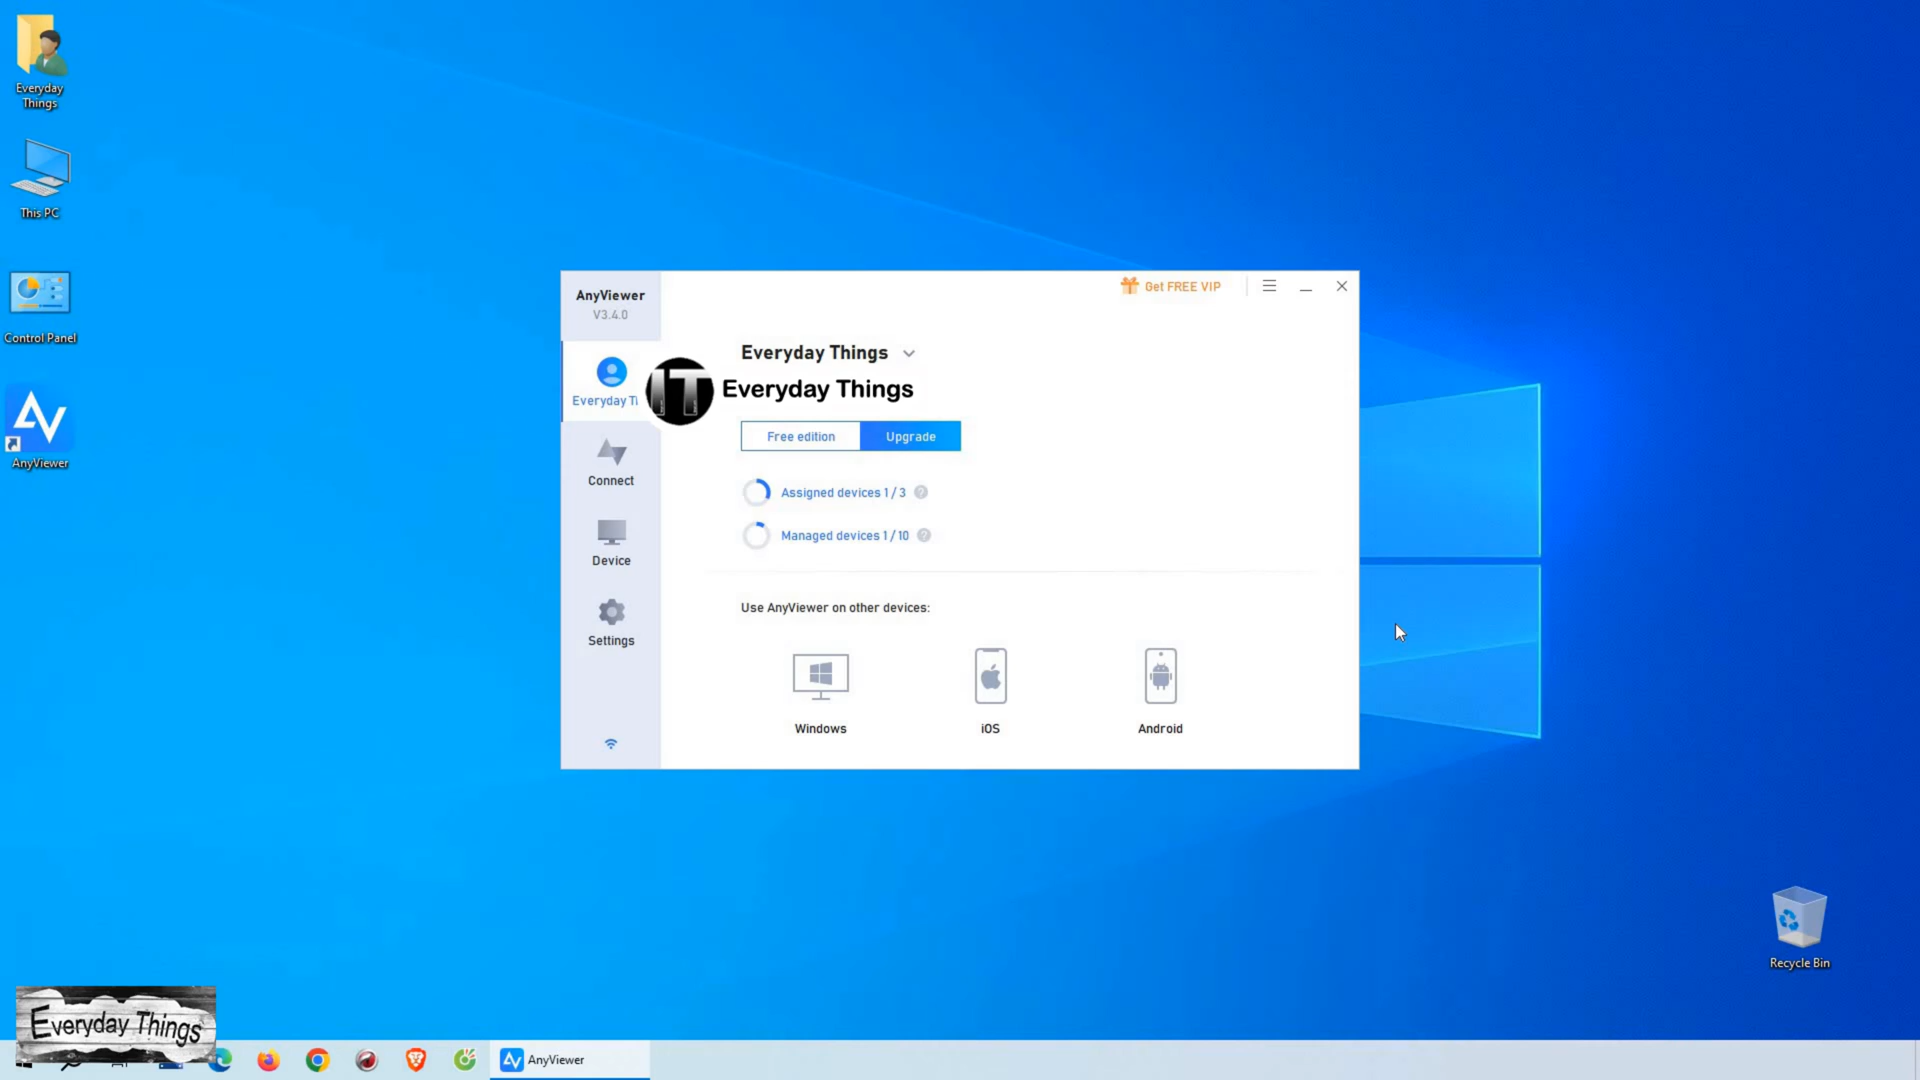 Everyday
Things
This PC
Control Panel
AnyViewer
AnyViewer
V3.4.0
Get FREE VIP
Everyday Things
IT
Everyday Things
Everyday Ti
Free edition
Upgrade
Connect
Assigned devices 1 / 3
?
Managed devices 1 / 10
?
Device
Use AnyViewer on other devices:
Settings
Windows
iOS
Android
Recycle Bin
Everyday Things
AnyViewer